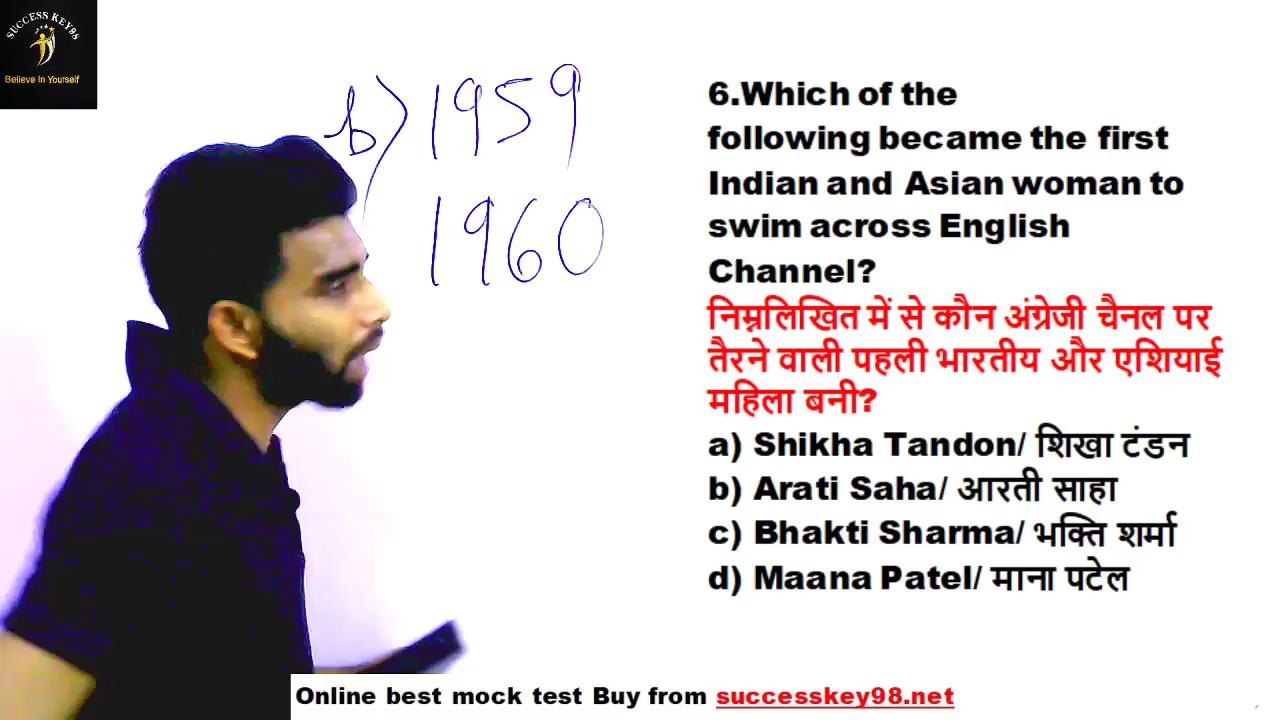 SUCCESS KEY98
Believe In Yourself
b) 1959
1960
6.Which of the
following became the first
Indian and Asian woman to
swim across English
Channel?
निम्नलिखित में से कौन अंग्रेजी चैनल पर
तैरने वाली पहली भारतीय और एशियाई
महिला बनी?
a) Shikha Tandon/ शिखा टंडन
b) Arati Saha/ आरती साहा
c) Bhakti Sharma/ भक्ति शर्मा
d) Maana Patel/ माना पटेल
Online best mock test Buy from successkey98.net